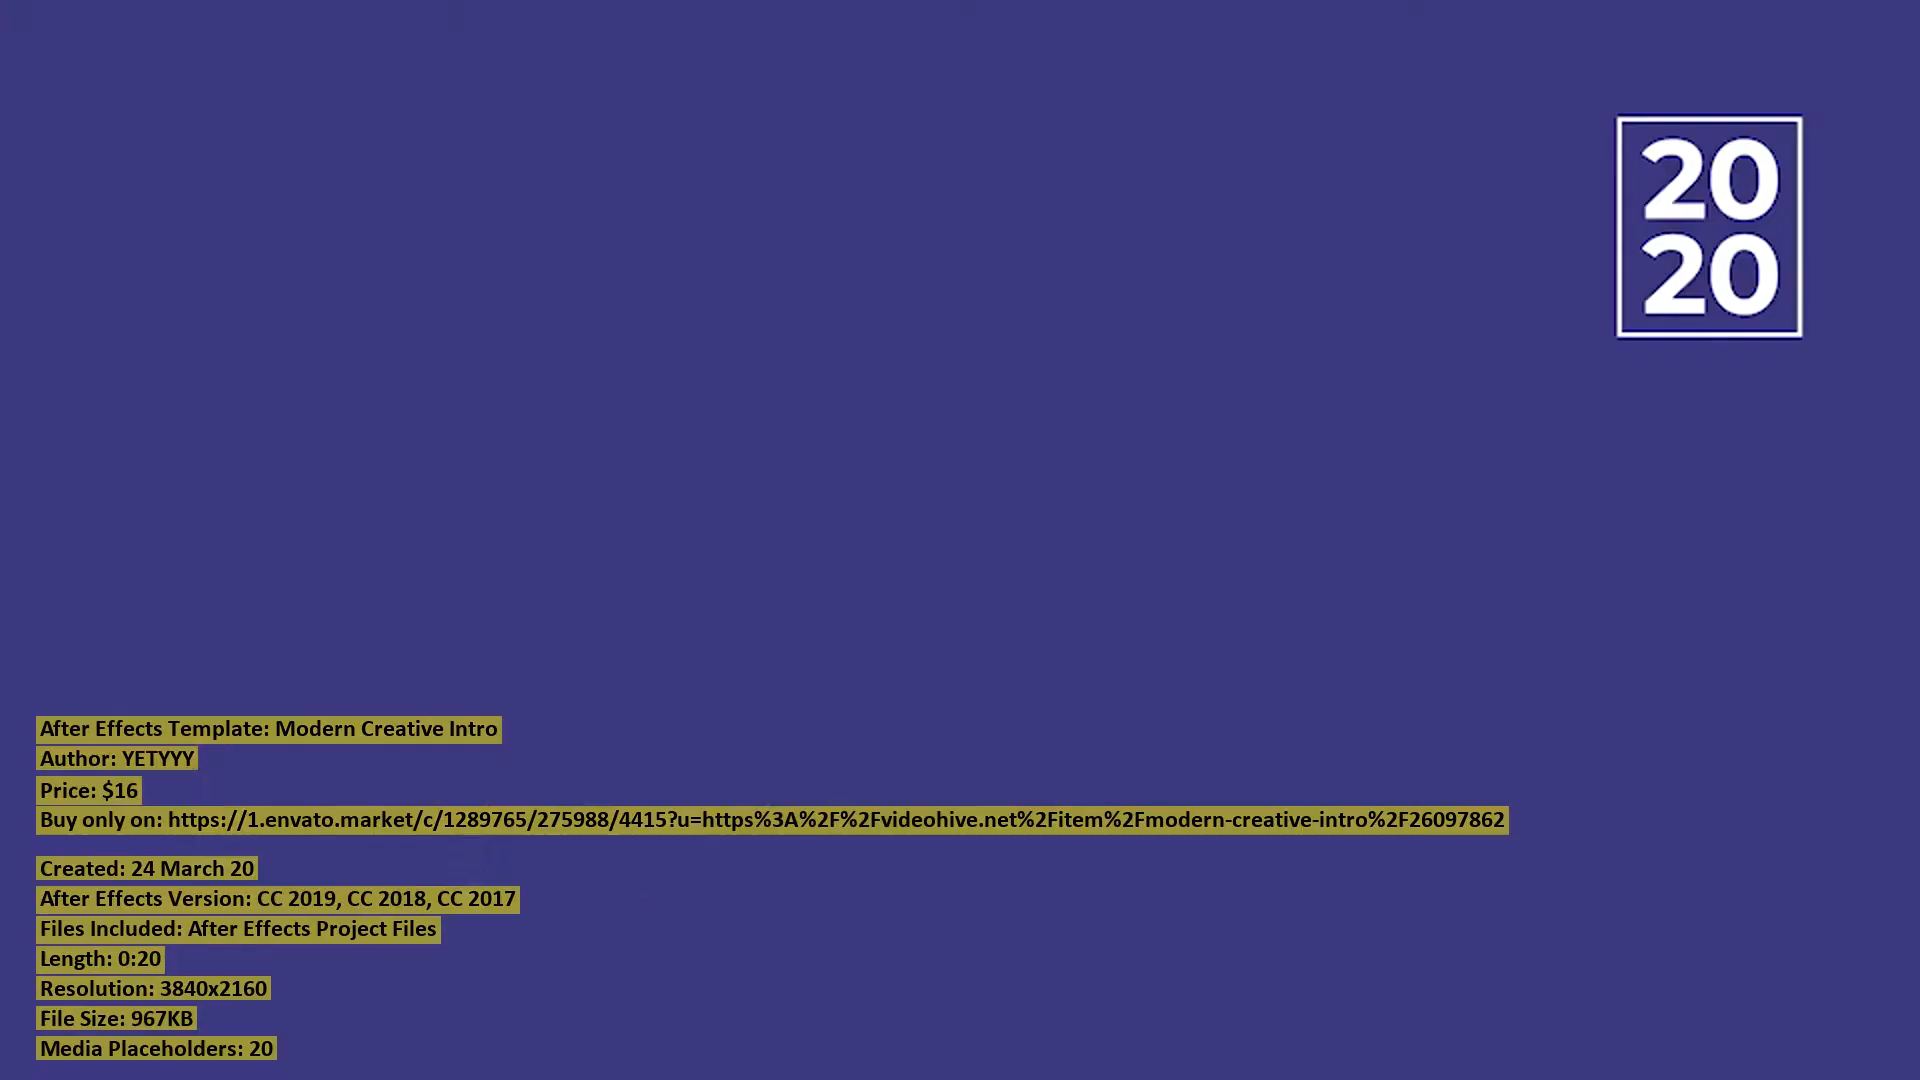 20
20
After Effects Template: Modern Creative Intro
Author: YETYYY
Price: $16
Buy only on: https://1.envato.market/c/1289765/275988/4415?u=https%3A%2F%2Fvideohive.net%2Fitem%2Fmodern-creative-intro%2F26097862
Created: 24 March 20
After Effects Version: CC 2019, CC 2018, CC 2017
Files Included: After Effects Project Files
Length: 0:20
Resolution: 3840x2160
File Size: 967KB
Media Placeholders: 20